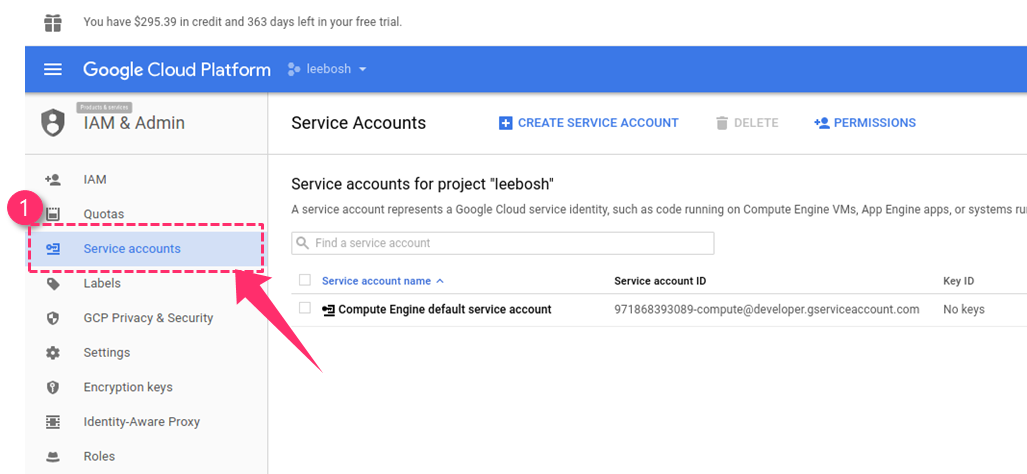 You have $295.39 in credit and 363 days left in your free trial.
Google Cloud Platform leebosh
Products & services
IAM & Admin
Service Accounts CREATE SERVICE ACCOUNT DELETE PERMISSIONS
IAM
Service accounts for project "leebosh"
1
Quotas
A service account represents a Google Cloud service identity, such as code running on Compute Engine VMs, App Engine apps, or systems
Service accounts
Find a service account
Labels
Service account name Service account ID Key ID
Compute Engine default service account 971868393089-compute@developer.gserviceaccount.com No keys
GCP Privacy & Security
Settings
Encryption keys
Identity-Aware Proxy
Roles